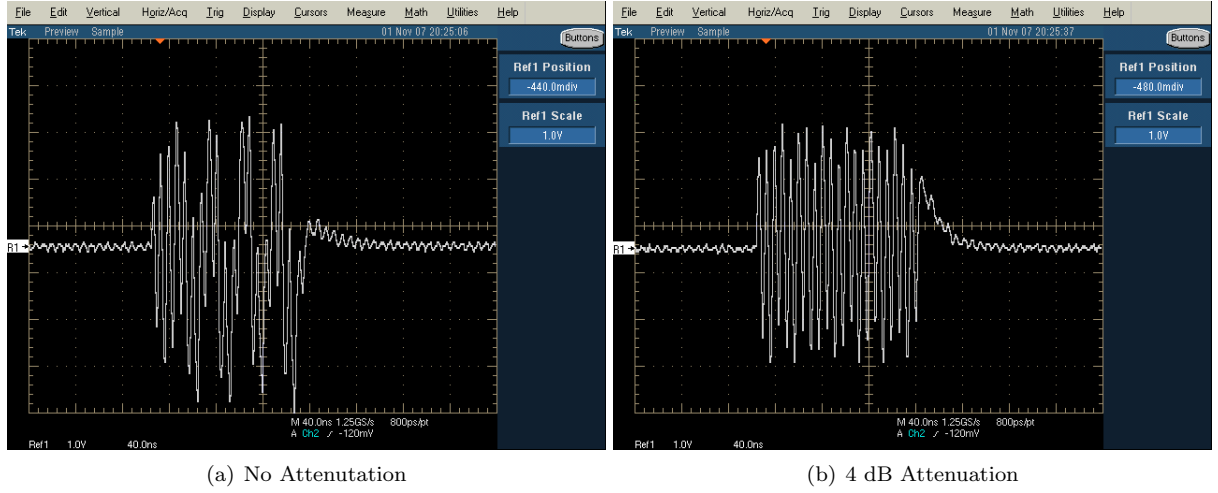 File Edit Vertical Horiz/Acq Trig Display Cursors Measure Math Utilities Help
Tek Preview Sample 01 Nov 07 20:25:06 Buttons
Ref1 Position
-440.0mdiv
Ref1 Scale
1.0V
R1
M 40.0ns 1.25GS/s 800ps/pt
A Ch2 -120mV
Ref1 1.0V 40.0ns
(a) No Attenutation
File Edit Vertical Horiz/Acq Trig Display Cursors Measure Math Utilities Help
Tek Preview Sample 01 Nov 07 20:25:37 Buttons
Ref1 Position
-480.0mdiv
Ref1 Scale
1.0V
R1
M 40.0ns 1.25GS/s 800ps/pt
A Ch2 -120mV
Ref1 1.0V 40.0ns
(b) 4 dB Attenuation